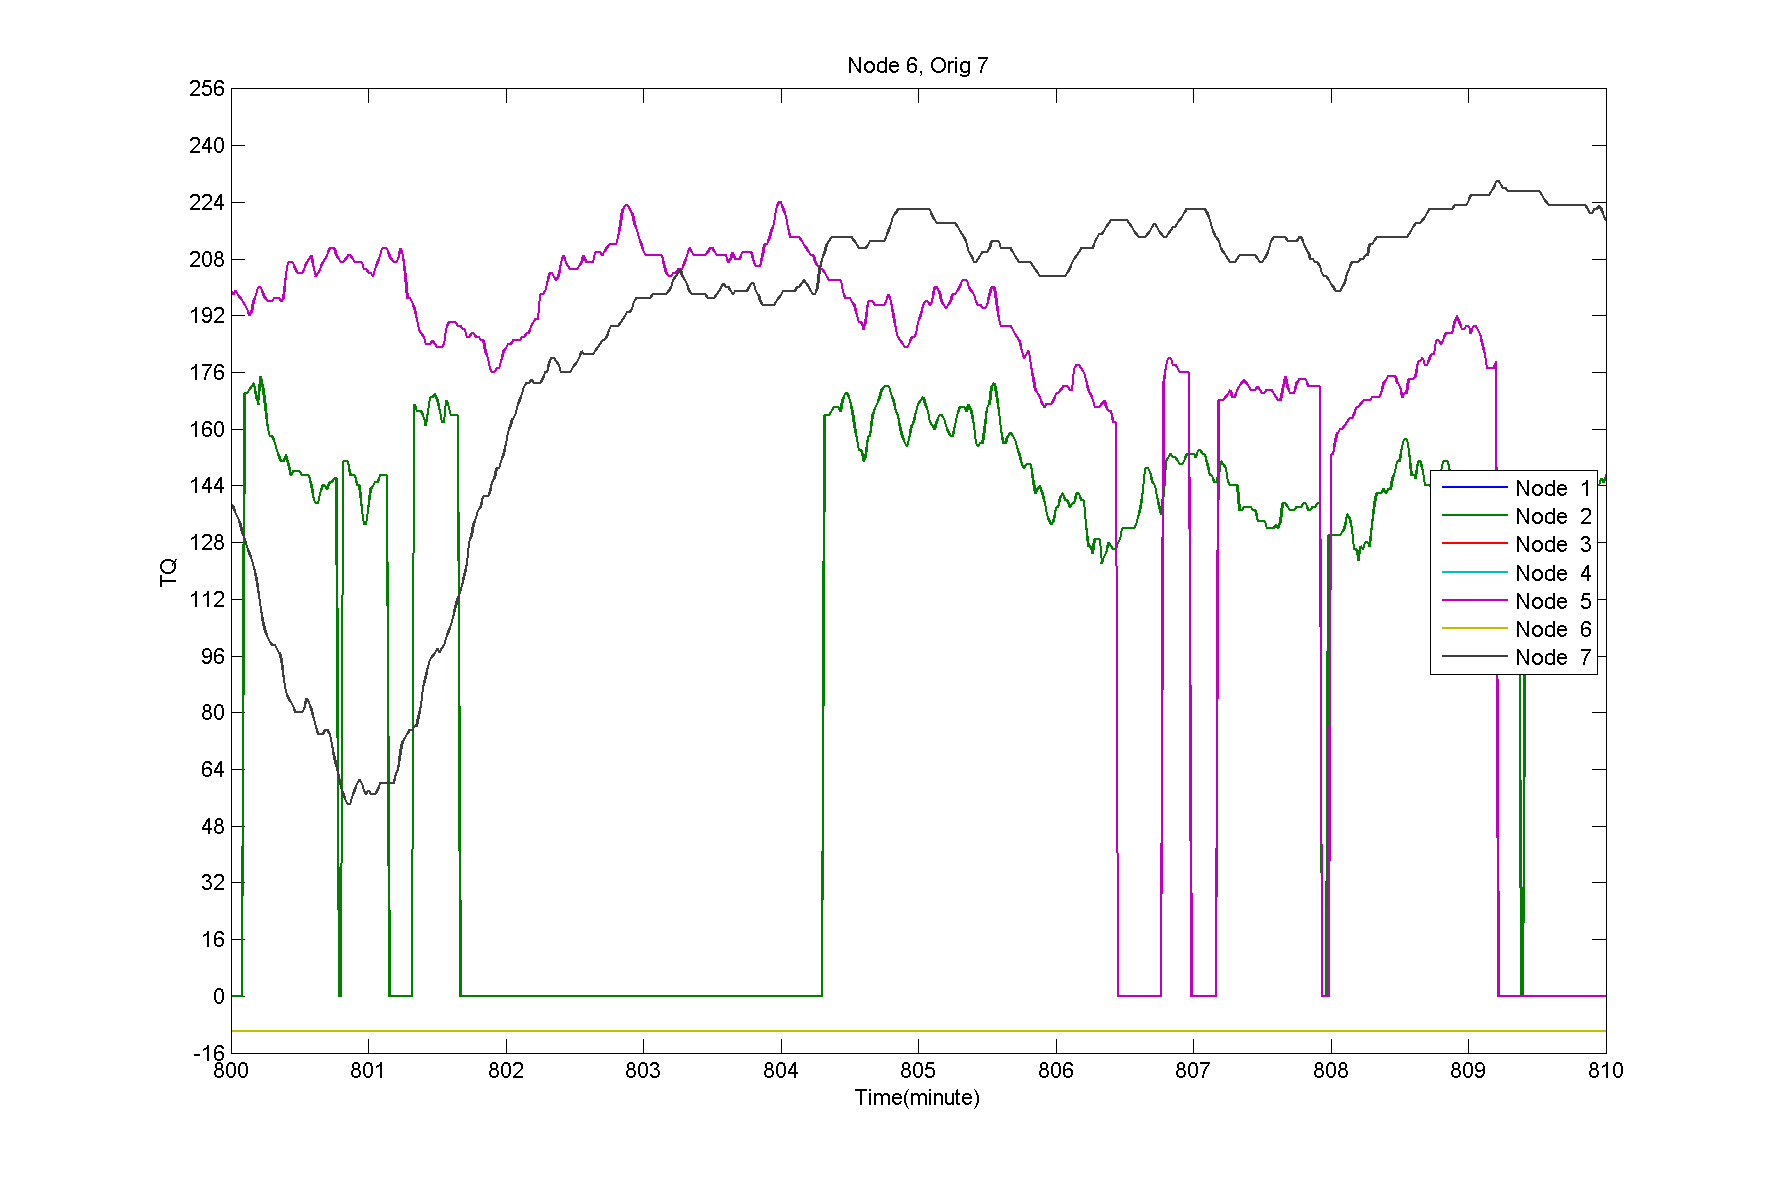 Node 6, Orig 7
256
240
224
208
192
176
160
144
128
112
96
80
64
48
32
16
0
-16
TQ
Node 1
Node 2
Node 3
Node 4
Node 5
Node 6
Node 7
800 801 802 803 804 805 806 807 808 809 810
Time(minute)